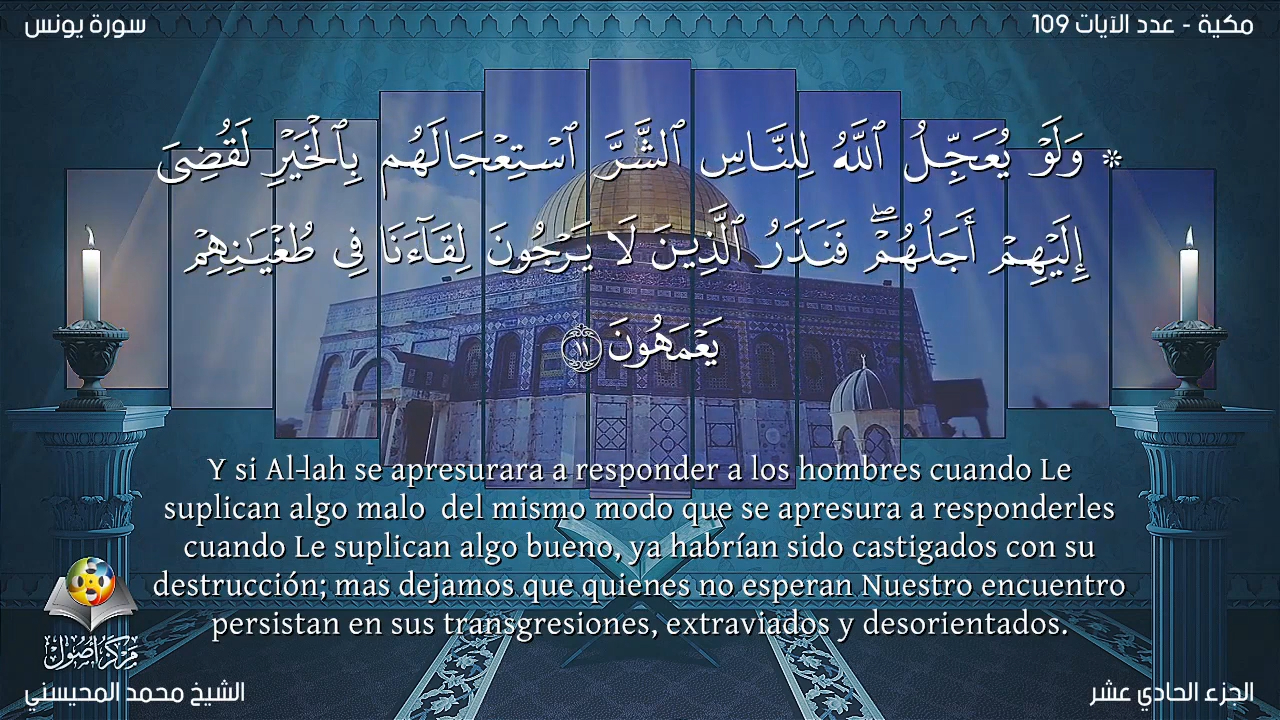 سورة يونس
مكية - عدد الآيات 109
۞ وَلَوْ يُعَجِّلُ ٱللَّهُ لِلنَّاسِ ٱلشَّرَّ ٱسْتِعْجَالَهُم بِٱلْخَيْرِ لَقُضِىَ
إِلَيْهِمْ أَجَلُهُمْ ۖ فَنَذَرُ ٱلَّذِينَ لَا يَرْجُونَ لِقَآءَنَا فِى طُغْيَـٰنِهِمْ
يَعْمَهُونَ ١١
Y si Al-lah se apresurara a responder a los hombres cuando Le
suplican algo malo  del mismo modo que se apresura a responderles
cuando Le suplican algo bueno, ya habrían sido castigados con su
destrucción; mas dejamos que quienes no esperan Nuestro encuentro
persistan en sus transgresiones, extraviados y desorientados.
مركز أصول
الشيخ محمد المحيسني
الجزء الحادي عشر